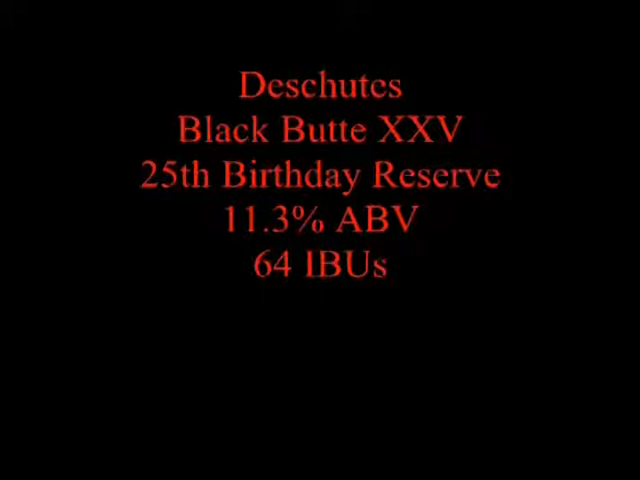 Deschutes
Black Butte XXV
25th Birthday Reserve
11.3% ABV
64 IBUs